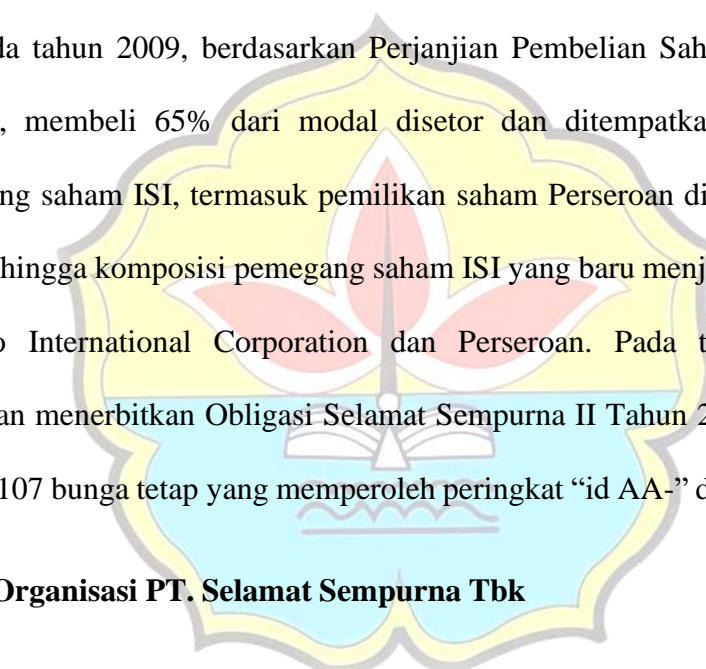 da tahun 2009, berdasarkan Perjanjian Pembelian Sah
, membeli 65% dari modal disetor dan ditempatka
ng saham ISI, termasuk pemilikan saham Perseroan di
hingga komposisi pemegang saham ISI yang baru menj
o International Corporation dan Perseroan. Pada t
an menerbitkan Obligasi Selamat Sempurna II Tahun 2
107 bunga tetap yang memperoleh peringkat “id AA-” d
Organisasi PT. Selamat Sempurna Tbk